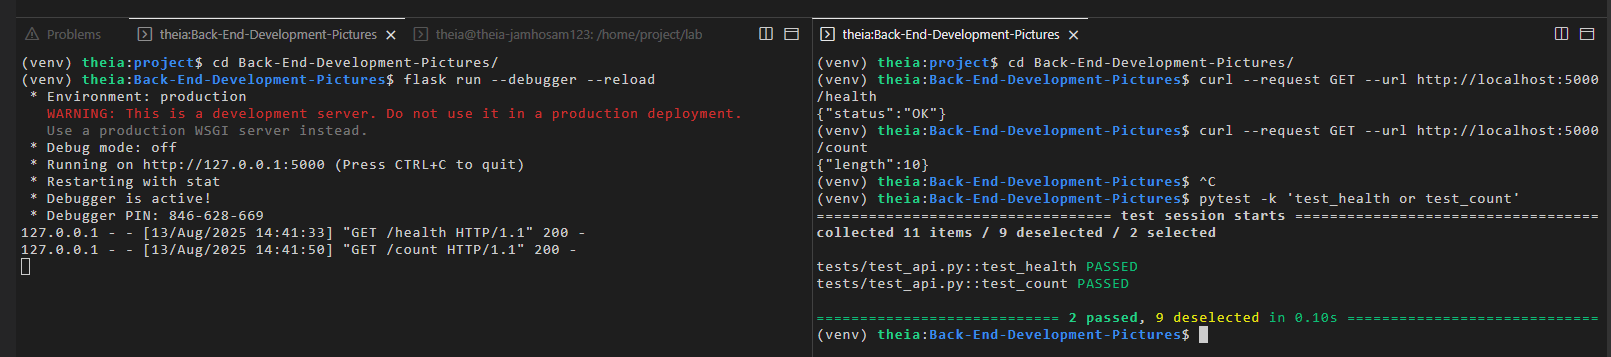 Problems
theia:Back-End-Development-Pictures
theia@theia-jamhosam123: /home/project/lab
(venv) theia:project$ cd Back-End-Development-Pictures/
(venv) theia:Back-End-Development-Pictures$ flask run --debugger --reload
* Environment: production
WARNING: This is a development server. Do not use it in a production deployment.
Use a production WSGI server instead.
* Debug mode: off
* Running on http://127.0.0.1:5000 (Press CTRL+C to quit)
* Restarting with stat
* Debugger is active!
* Debugger PIN: 846-628-669
127.0.0.1 - - [13/Aug/2025 14:41:33] "GET /health HTTP/1.1" 200 -
127.0.0.1 - - [13/Aug/2025 14:41:50] "GET /count HTTP/1.1" 200 -
theia:Back-End-Development-Pictures
(venv) theia:project$ cd Back-End-Development-Pictures/
(venv) theia:Back-End-Development-Pictures$ curl --request GET --url http://localhost:5000
/health
{"status":"OK"}
(venv) theia:Back-End-Development-Pictures$ curl --request GET --url http://localhost:5000
/count
{"length":10}
(venv) theia:Back-End-Development-Pictures$ ^C
(venv) theia:Back-End-Development-Pictures$ pytest -k 'test_health or test_count'
================================== test session starts ===================================
collected 11 items / 9 deselected / 2 selected
tests/test_api.py::test_health PASSED
tests/test_api.py::test_count PASSED
============================ 2 passed, 9 deselected in 0.10s =============================
(venv) theia:Back-End-Development-Pictures$